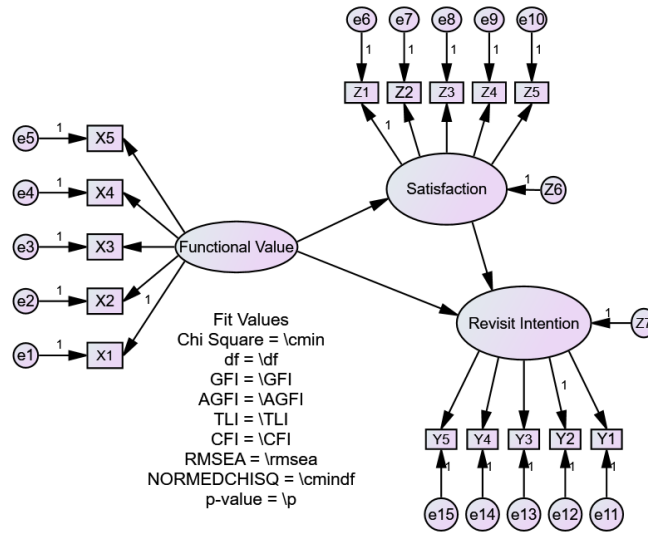 e6 e7 e8 e9 e10
1 1 1 1 1
Z1 Z2 Z3 Z4 Z5
1
e5 1 X5
Satisfaction 1 Z6
e4 1 X4
e3 1 X3 Functional Value
e2 1 X2 1
e1 1 X1
Revisit Intention 1 Z7
Fit Values
Chi Square = \cmin
df = \df
GFI = \GFI
AGFI = \AGFI
TLI = \TLI
CFI = \CFI
RMSEA = \rmsea
NORMEDCHISQ = \cmindf
p-value = \p
1
Y5 Y4 Y3 Y2 Y1
1 1 1 1 1
e15 e14 e13 e12 e11